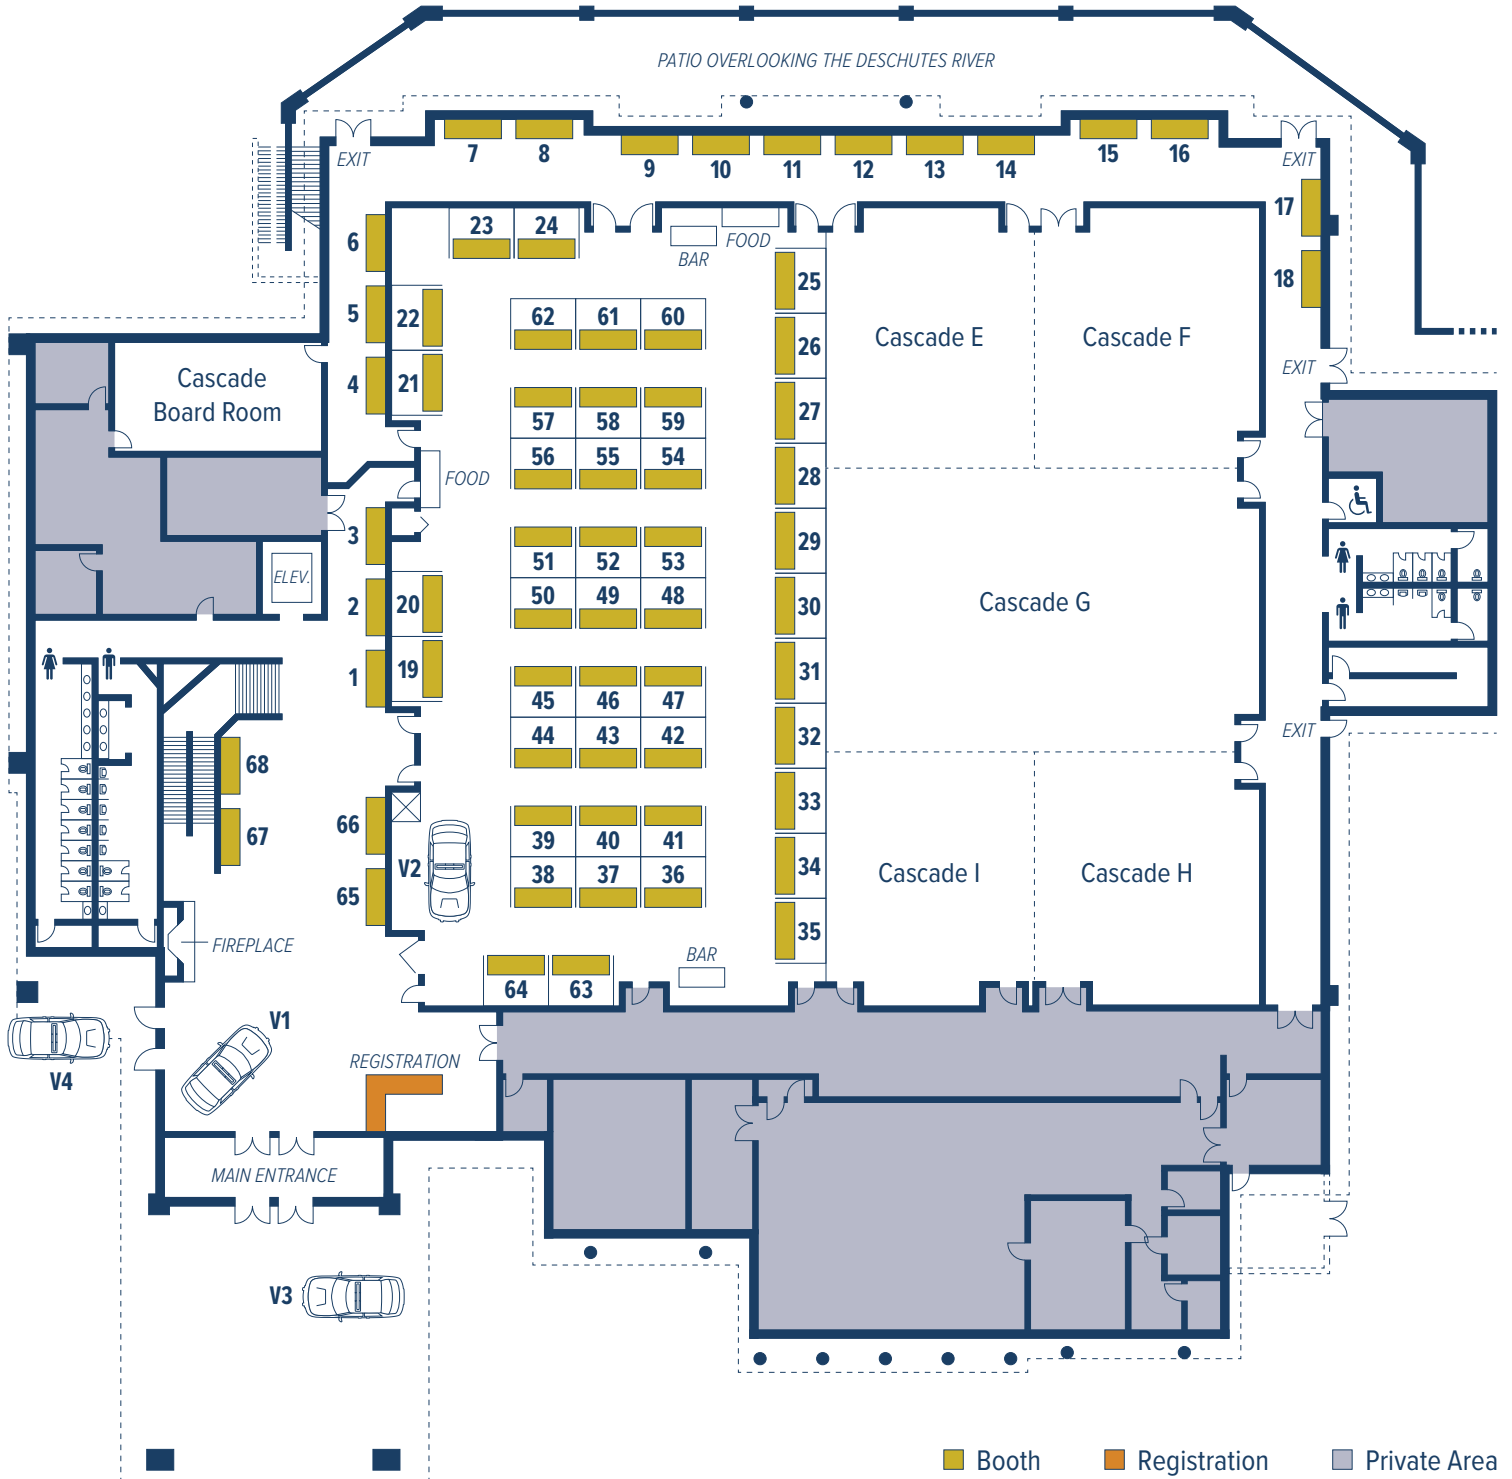 PATIO OVERLOOKING THE DESCHUTES RIVER
EXIT
7
8
9
10
11
12
13
14
15
16
EXIT
17
18
6
5
4
23
24
BAR
FOOD
25
22
21
62
61
60
26
Cascade E
Cascade F
EXIT
Cascade
Board Room
57
58
59
27
56
55
54
28
FOOD
3
2
1
ELEV.
51
52
53
29
20
50
49
48
30
Cascade G
19
45
46
47
31
44
43
42
32
EXIT
68
67
66
65
V2
39
40
41
33
38
37
36
34
Cascade I
Cascade H
35
FIREPLACE
BAR
64
63
V1
V4
REGISTRATION
MAIN ENTRANCE
V3
Booth
Registration
Private Area